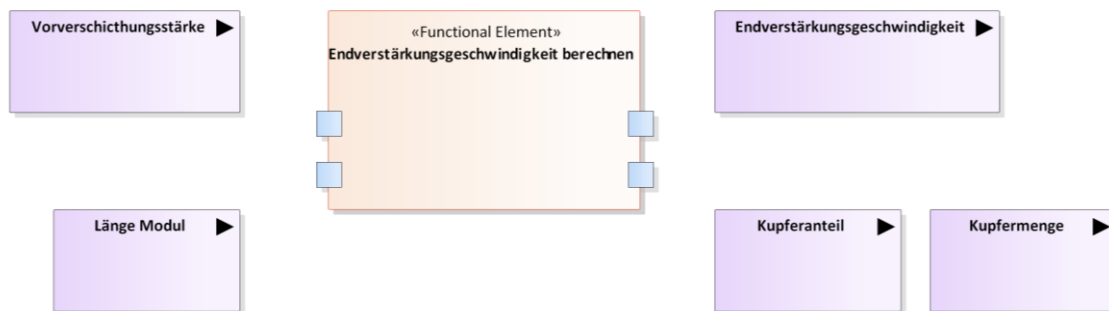 Vorverschicthungsstärke
«Functional Element»
Endverstärkungsgeschwindigkeit berechnen
Endverstärkungsgeschwindigkeit
Länge Modul
Kupferanteil
Kupfermenge